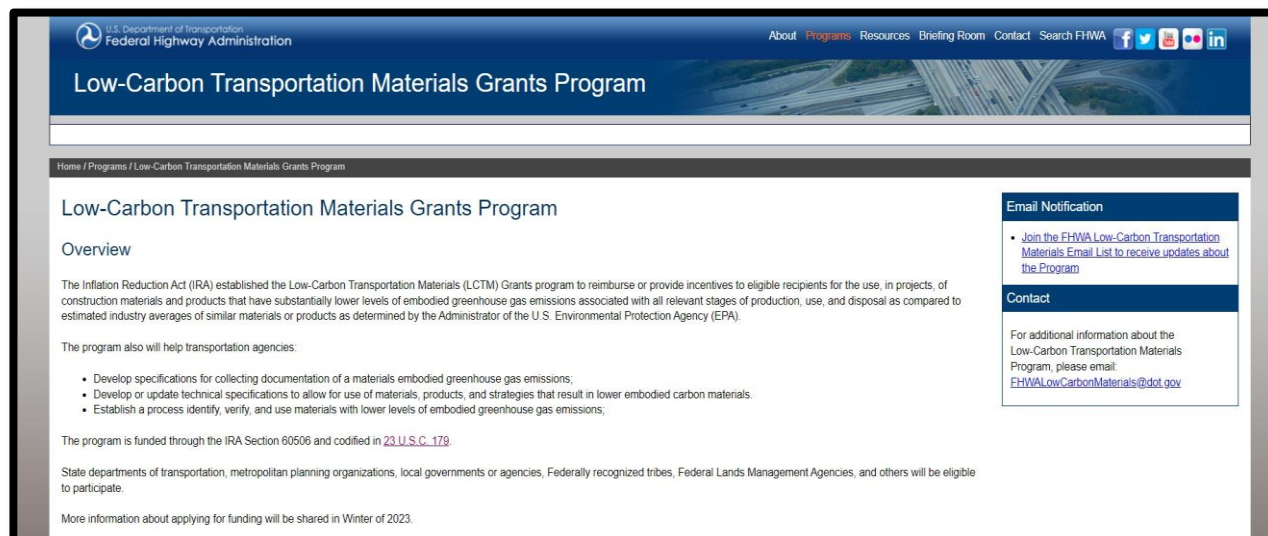 U.S. Department of Transportation
Federal Highway Administration
About Programs Resources Briefing Room Contact Search FHWA
Low-Carbon Transportation Materials Grants Program
Home / Programs / Low-Carbon Transportation Materials Grants Program
Low-Carbon Transportation Materials Grants Program
Overview
The Inflation Reduction Act (IRA) established the Low-Carbon Transportation Materials (LCTM) Grants program to reimburse or provide incentives to eligible recipients for the use, in projects, of
construction materials and products that have substantially lower levels of embodied greenhouse gas emissions associated with all relevant stages of production, use, and disposal as compared to
estimated industry averages of similar materials or products as determined by the Administrator of the U.S. Environmental Protection Agency (EPA).
The program also will help transportation agencies:
• Develop specifications for collecting documentation of a materials embodied greenhouse gas emissions;
• Develop or update technical specifications to allow for use of materials, products, and strategies that result in lower embodied carbon materials.
• Establish a process identify, verify, and use materials with lower levels of embodied greenhouse gas emissions;
The program is funded through the IRA Section 60506 and codified in 23 U.S.C. 179.
State departments of transportation, metropolitan planning organizations, local governments or agencies, Federally recognized tribes, Federal Lands Management Agencies, and others will be eligible
to participate.
More information about applying for funding will be shared in Winter of 2023.
Email Notification
• Join the FHWA Low-Carbon Transportation
Materials Email List to receive updates about
the Program
Contact
For additional information about the
Low-Carbon Transportation Materials
Program, please email:
FHWALowCarbonMaterials@dot.gov